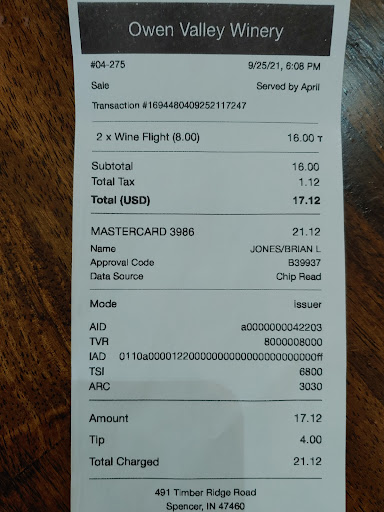 Owen Valley Winery
#04-275 9/25/21, 6:08 PM
Sale Served by April
Transaction #1694480409252117247
2 x Wine Flight (8.00) 16.00 T
Subtotal 16.00
Total Tax 1.12
Total (USD) 17.12
MASTERCARD 3986 21.12
Name JONES/BRIAN L
Approval Code B39937
Data Source Chip Read
Mode Issuer
AID a0000000042203
TVR 8000008000
IAD 0110a00001220000000000000000000000ff
TSI 6800
ARC 3030
Amount 17.12
Tip 4.00
Total Charged 21.12
491 Timber Ridge Road
Spencer, IN 47460